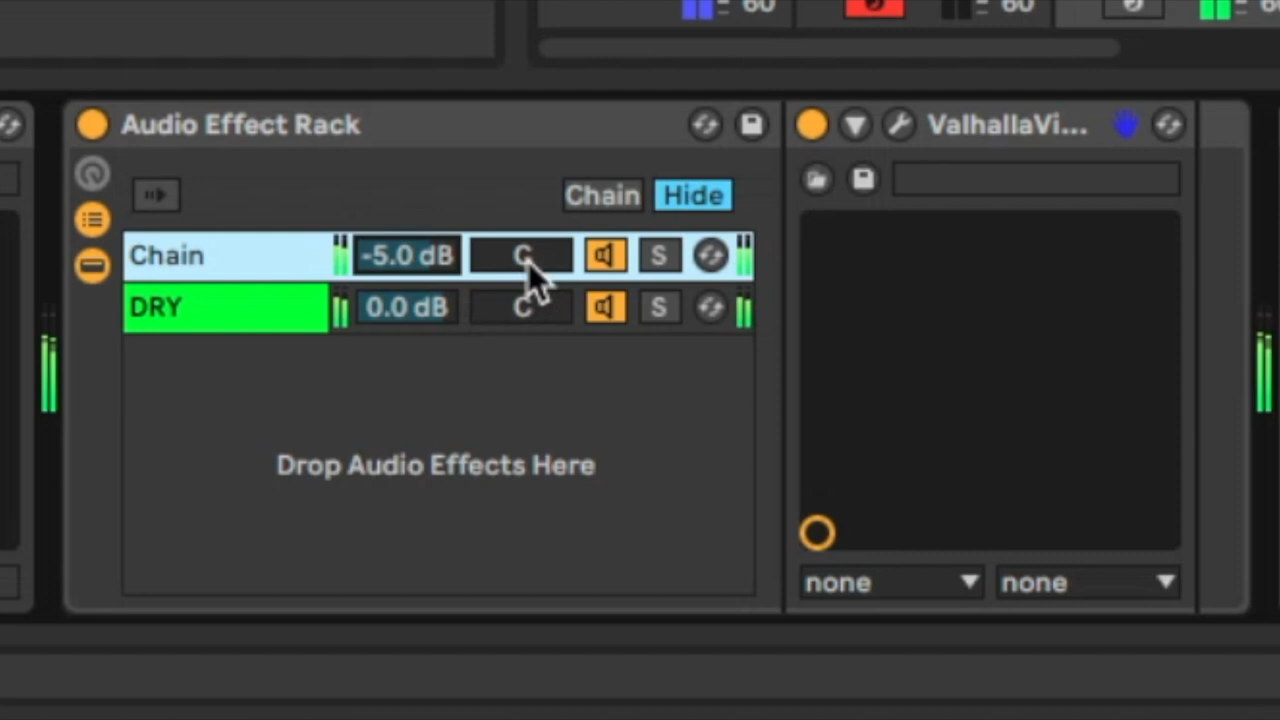 60
60
Audio Effect Rack
ValhallaVi...
Chain Hide
Chain -5.0 dB C S
DRY 0.0 dB C S
Drop Audio Effects Here
none none